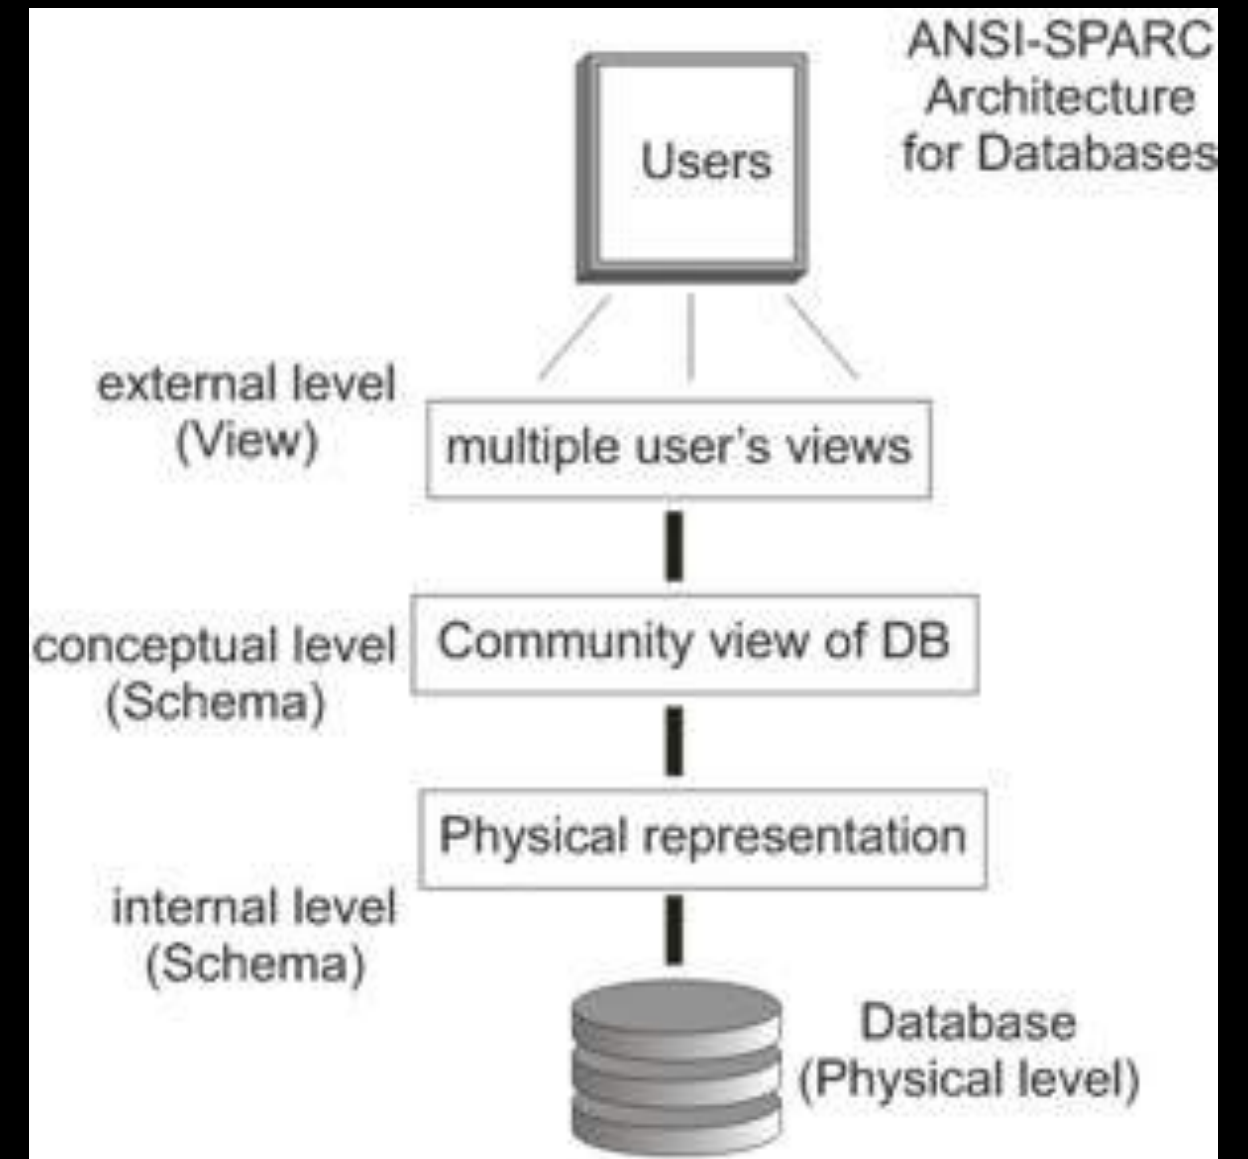 ANSI-SPARC
Architecture
for Databases
Users
external level
(View)
multiple user's views
conceptual level
(Schema)
Community view of DB
Physical representation
internal level
(Schema)
Database
(Physical level)